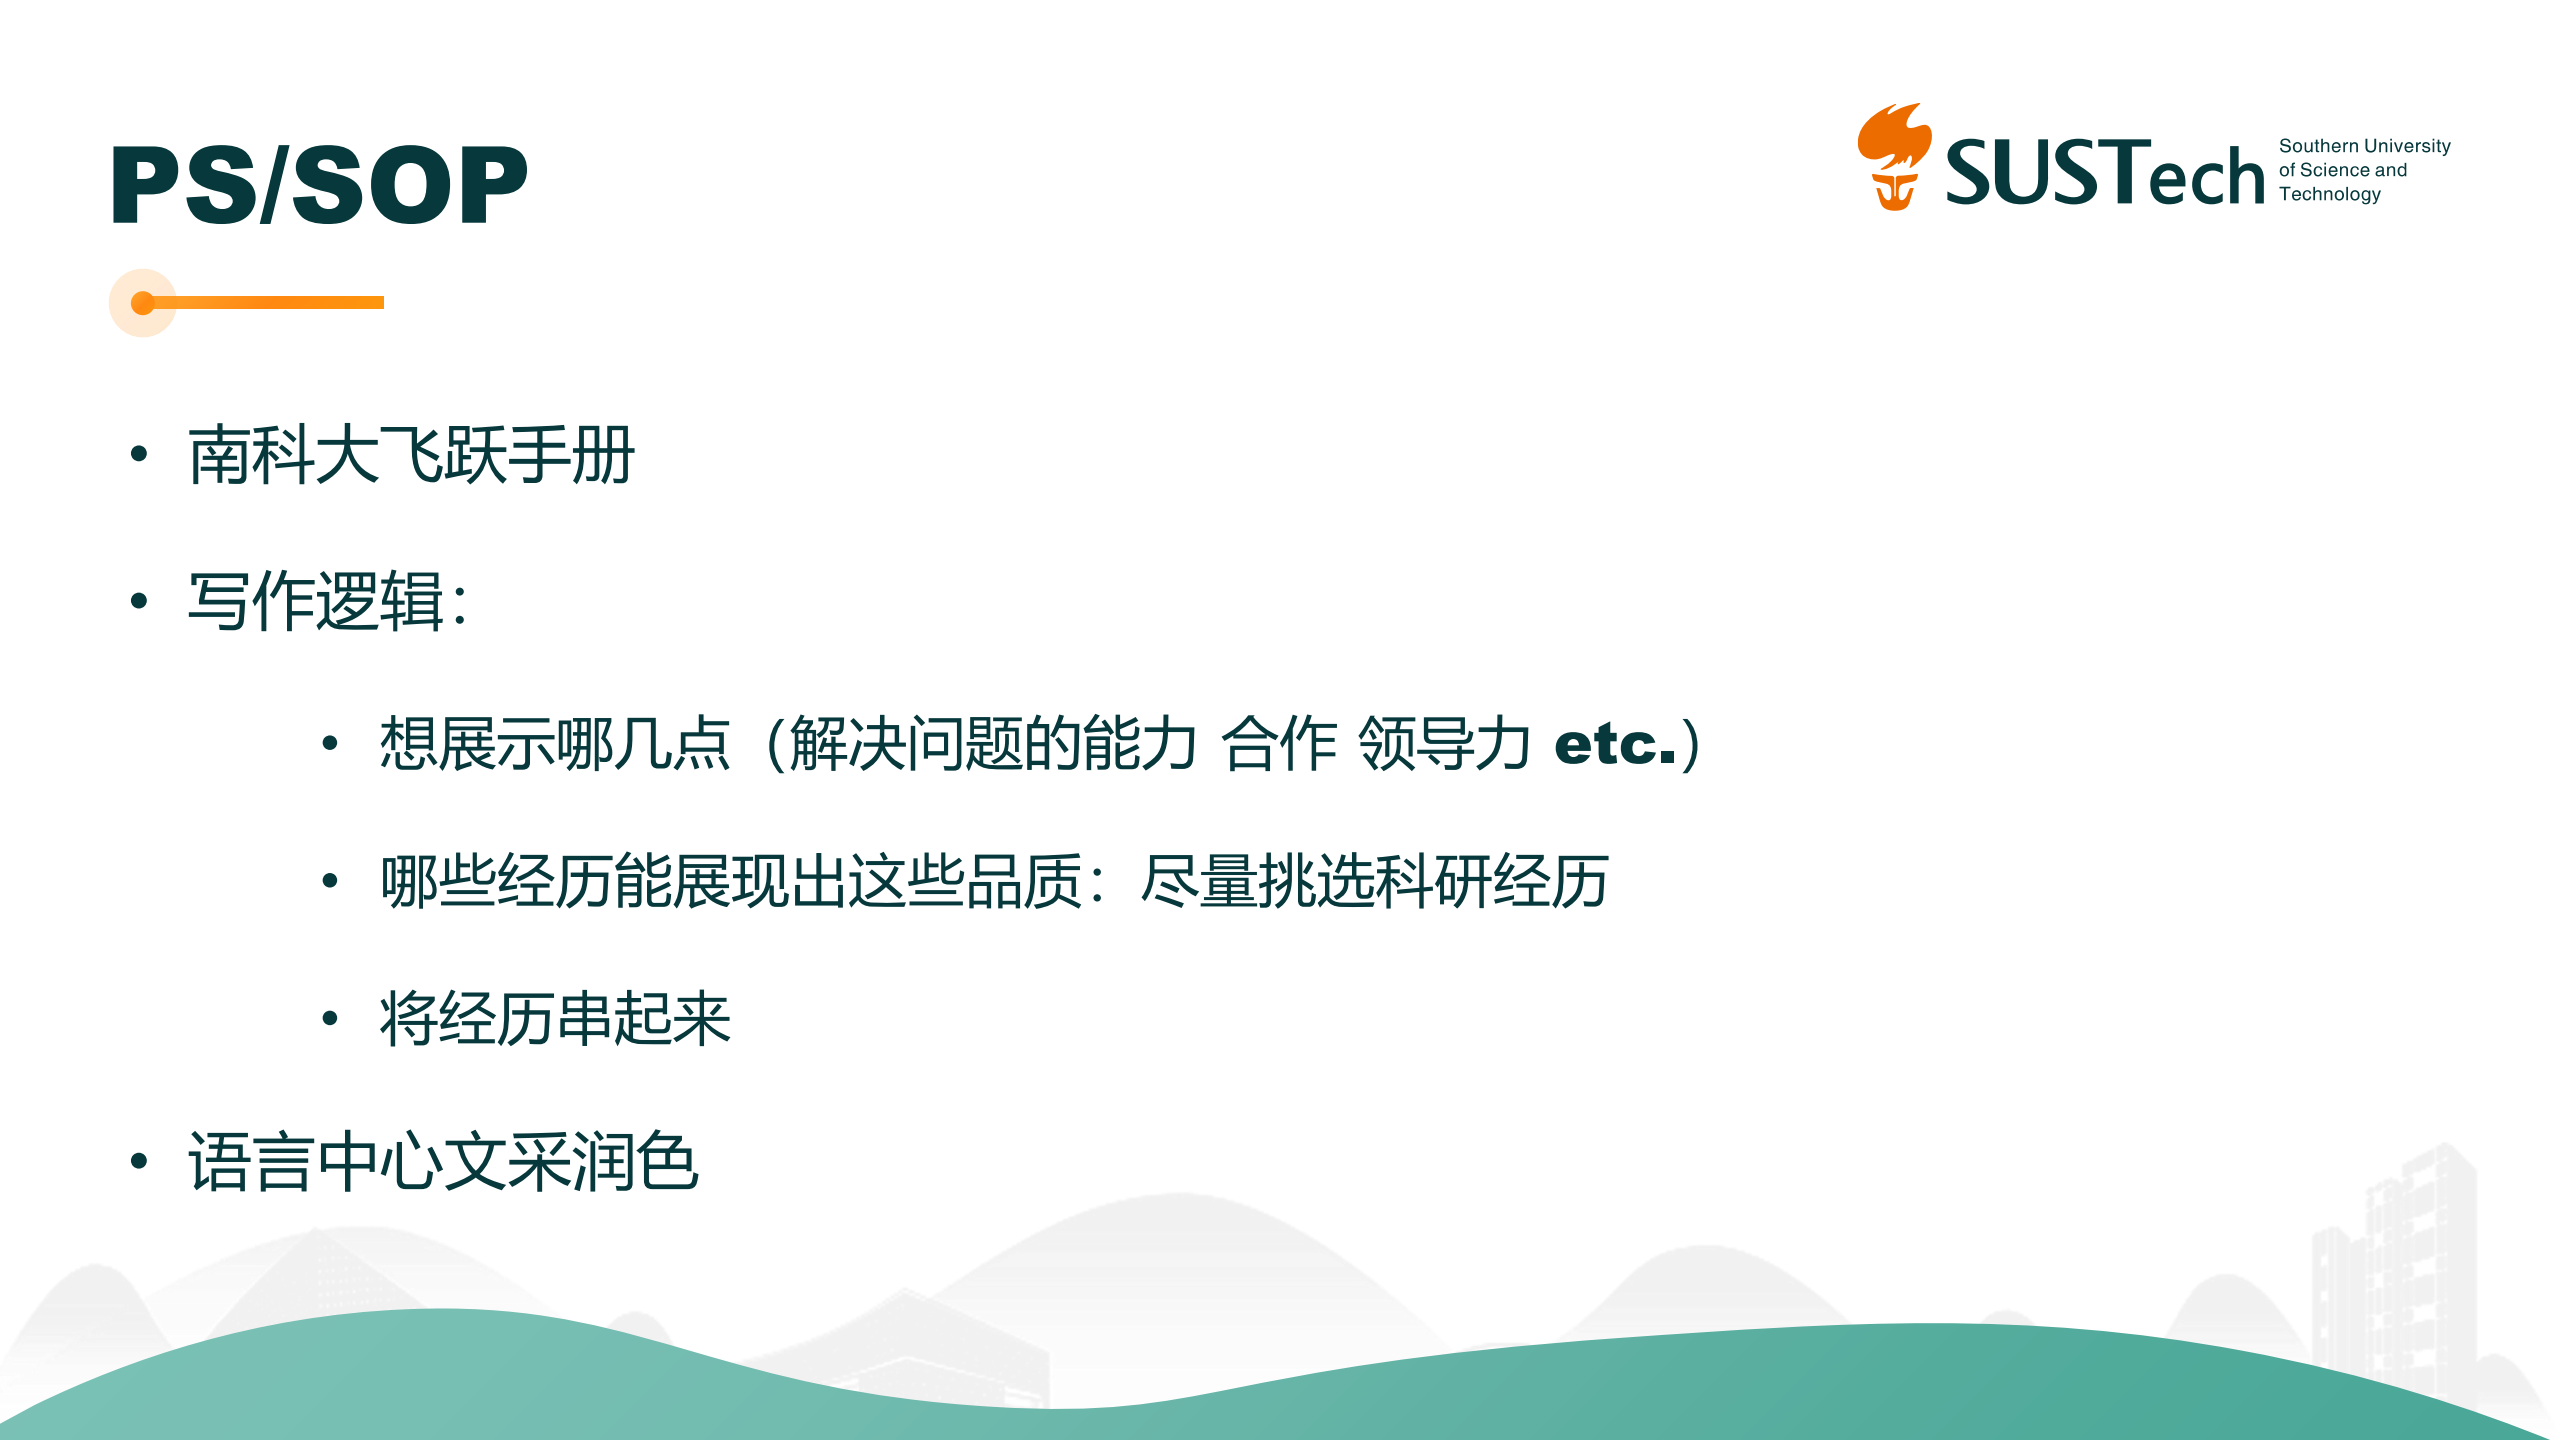 PS/SOP
SUSTech
Southern University
of Science and
Technology
• 南科大飞跃手册
• 写作逻辑：
• 想展示哪几点（解决问题的能力 合作 领导力 etc.）
• 哪些经历能展现出这些品质：尽量挑选科研经历
• 将经历串起来
• 语言中心文采润色